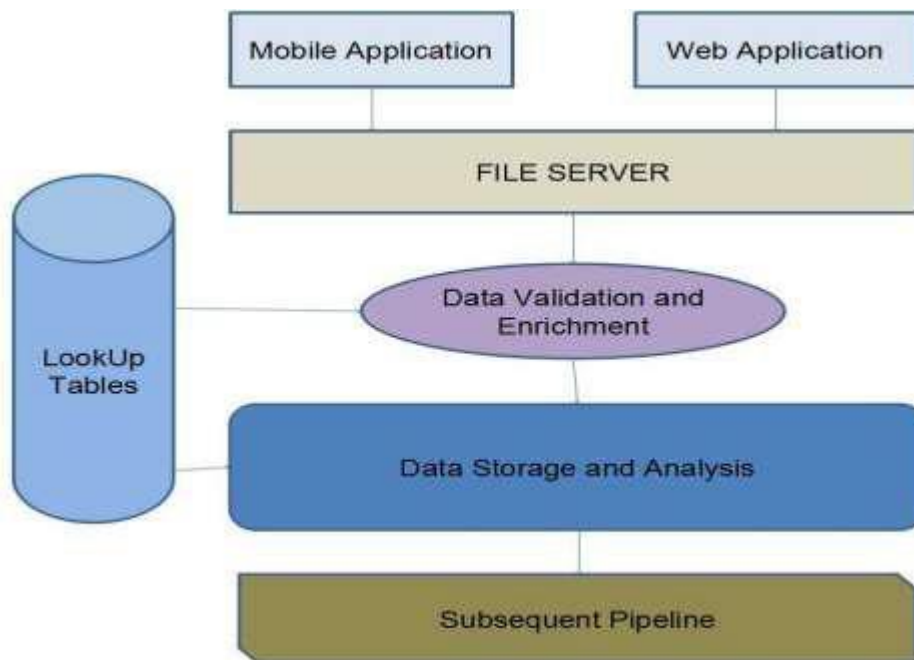 Mobile Application
Web Application
FILE SERVER
Data Validation and
Enrichment
LookUp
Tables
Data Storage and Analysis
Subsequent Pipeline